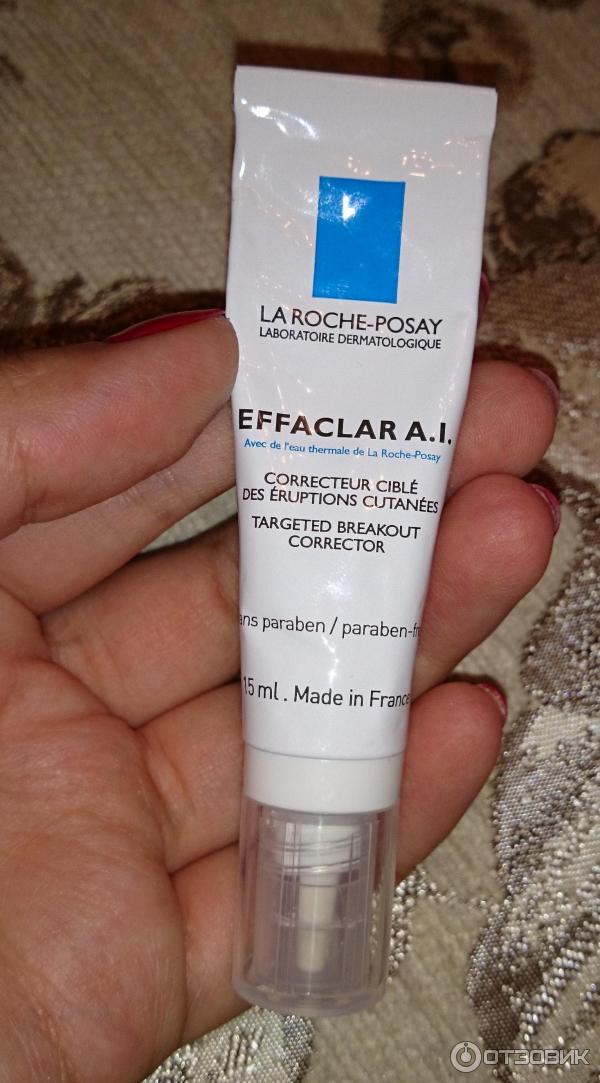 LA ROCHE-POSAY
LABORATOIRE DERMATOLOGIQUE
EFFACLAR A.I.
Avec de l'eau thermale de La Roche-Posay
CORRECTEUR CIBLÉ
DES ÉRUPTIONS CUTANÉES
TARGETED BREAKOUT
CORRECTOR
ans paraben / paraben-fr
15 ml . Made in France
ОТЗОВИК